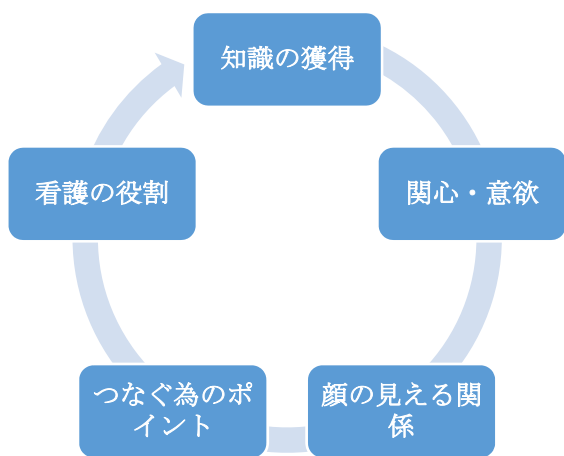 知識の獲得
関心・意欲
顔の見える関
係
つなぐ為のポ
イント
看護の役割